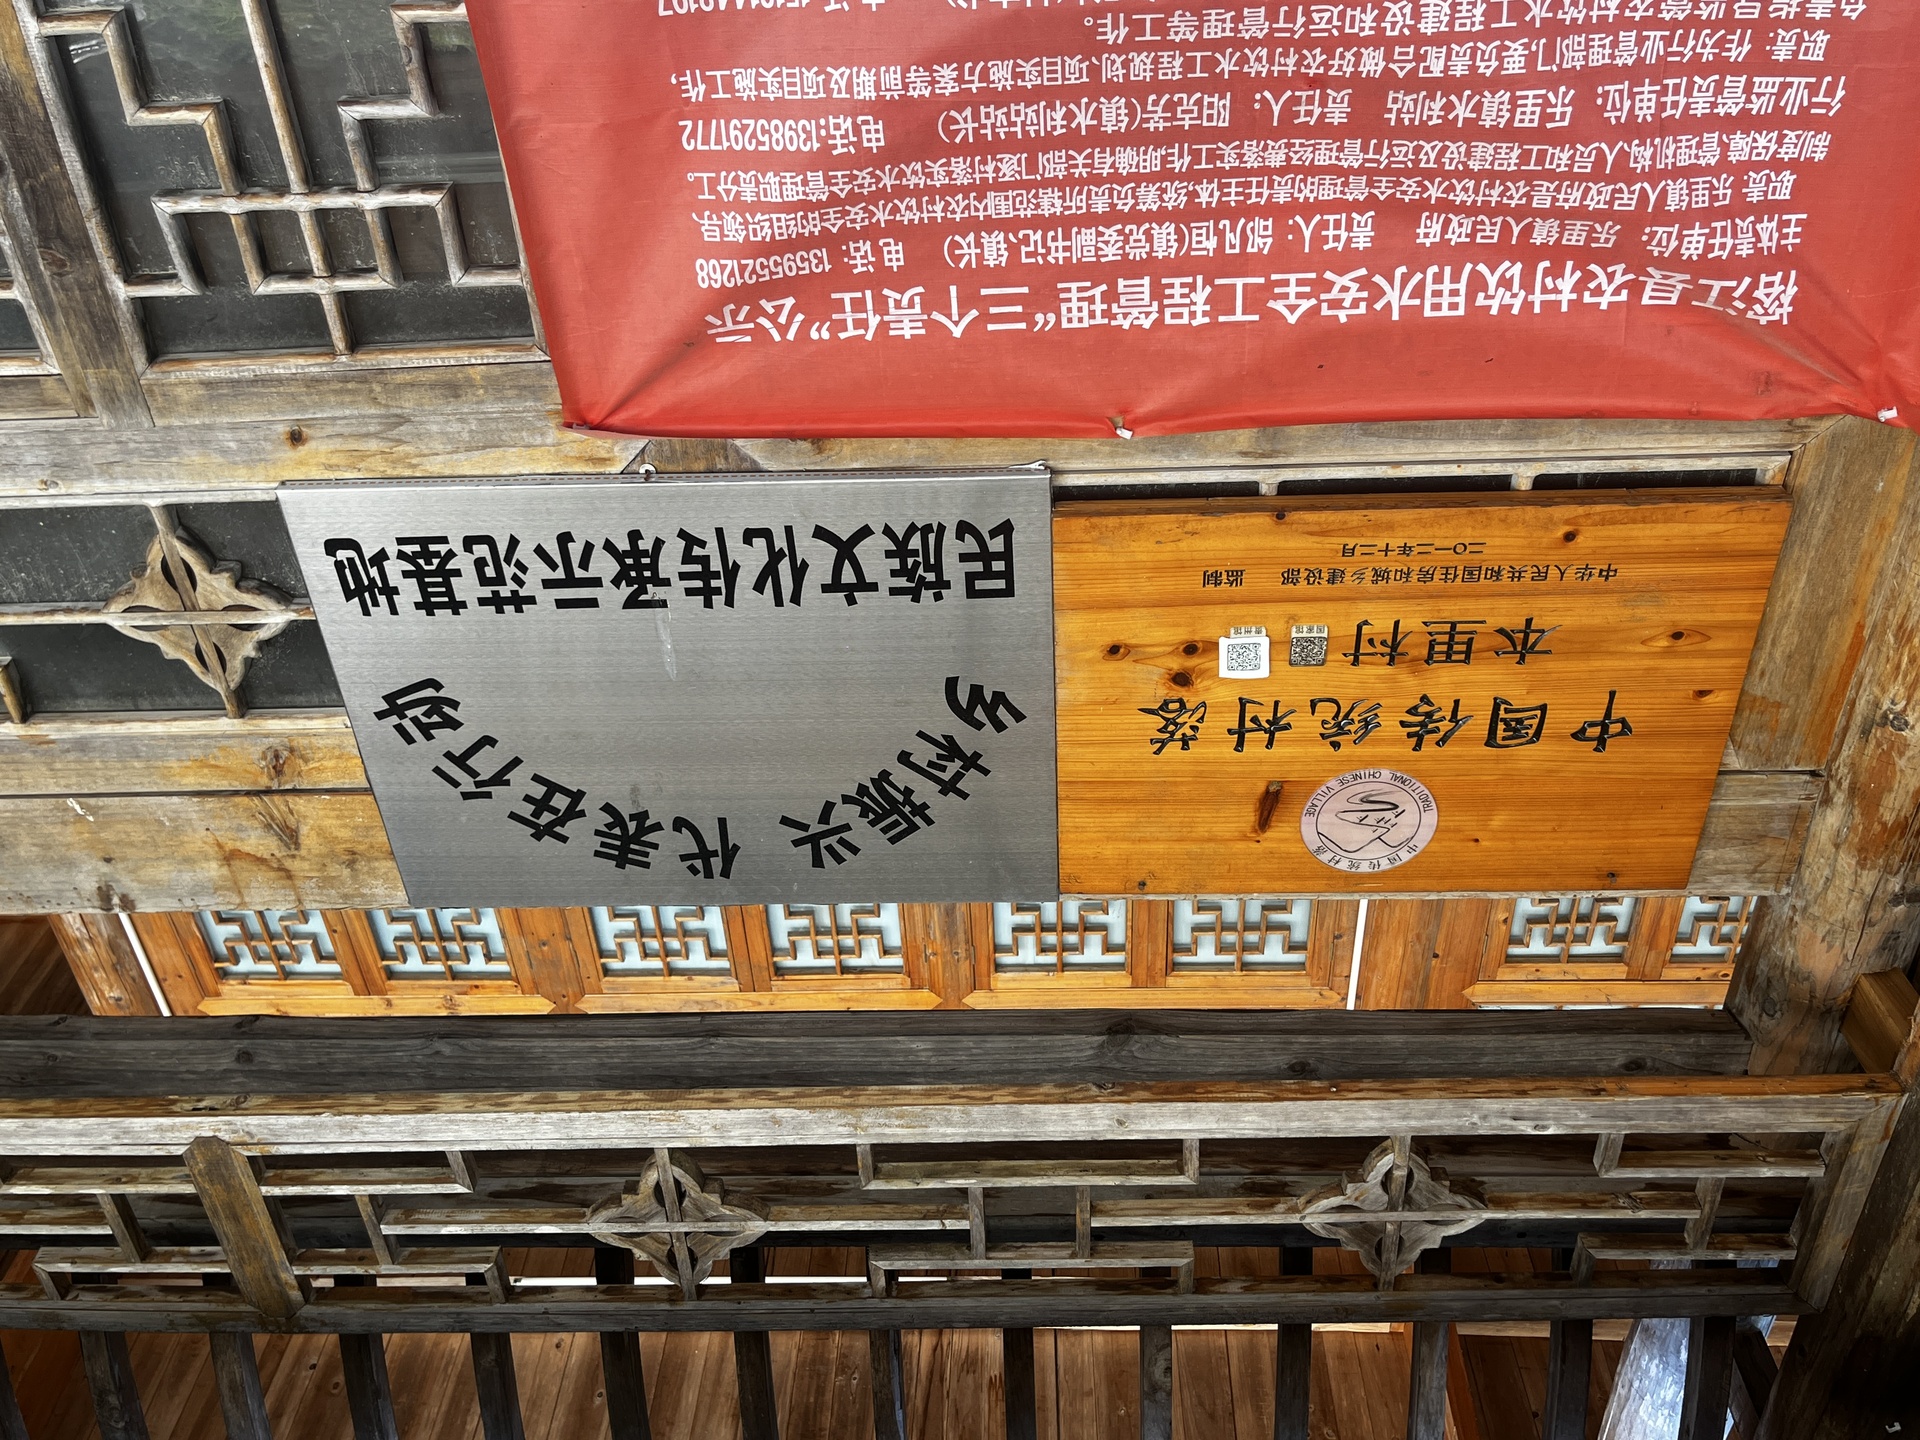 中国传统村落
TRADITIONAL CHINESE VILLAGE
中国传统村落
本里村
国家馆
贵州馆
中华人民共和国住房和城乡建设部 监制
二〇一二年十二月
乡村振兴 代表在行动
民族文化传承示范基地
榕江县农村饮用水安全工程管理“三个责任”公示
主体责任单位: 乐里镇人民政府 责任人: 邰凡恒(镇党委副书记、镇长) 电话: 13595521268
职责: 乐里镇人民政府是农村饮水安全管理的责任主体,统筹负责所辖范围内农村饮水安全的组织领导、
制度保障、管理机构、人员和工程建设及运行管理经费落实工作,明确有关部门逐村落实饮水安全管理职责分工。
行业监管责任单位: 乐里镇水利站 责任人: 阳克芳(镇水利站站长) 电话:13985291772
职责: 作为行业管理部门,要负责配合做好农村饮水工程规划、项目实施方案等前期及项目实施工作,
负责指导监管农村饮水工程建设和运行管理等工作。